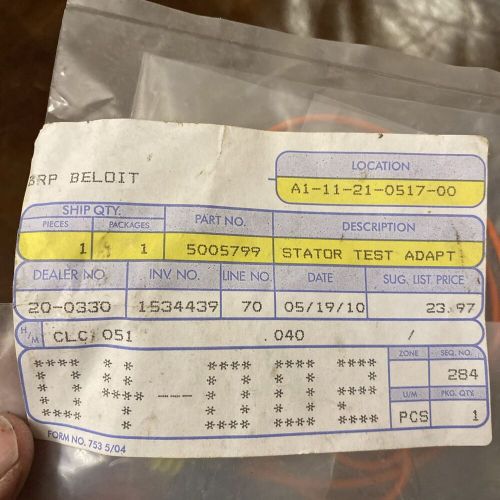 BRP BELOIT
LOCATION
A1-11-21-0517-00
SHIP QTY.
PIECES PACKAGES PART NO. DESCRIPTION
1 1 5005799 STATOR TEST ADAPT
DEALER NO. INV. NO. LINE NO. DATE SUG. LIST PRICE
20-0330 1534439 70 05/19/10 23.97
H/M CLC 051 .040 /
ZONE SEQ. NO.
284
U/M PKG. QTY.
PCS 1
FORM NO. 753 5/04